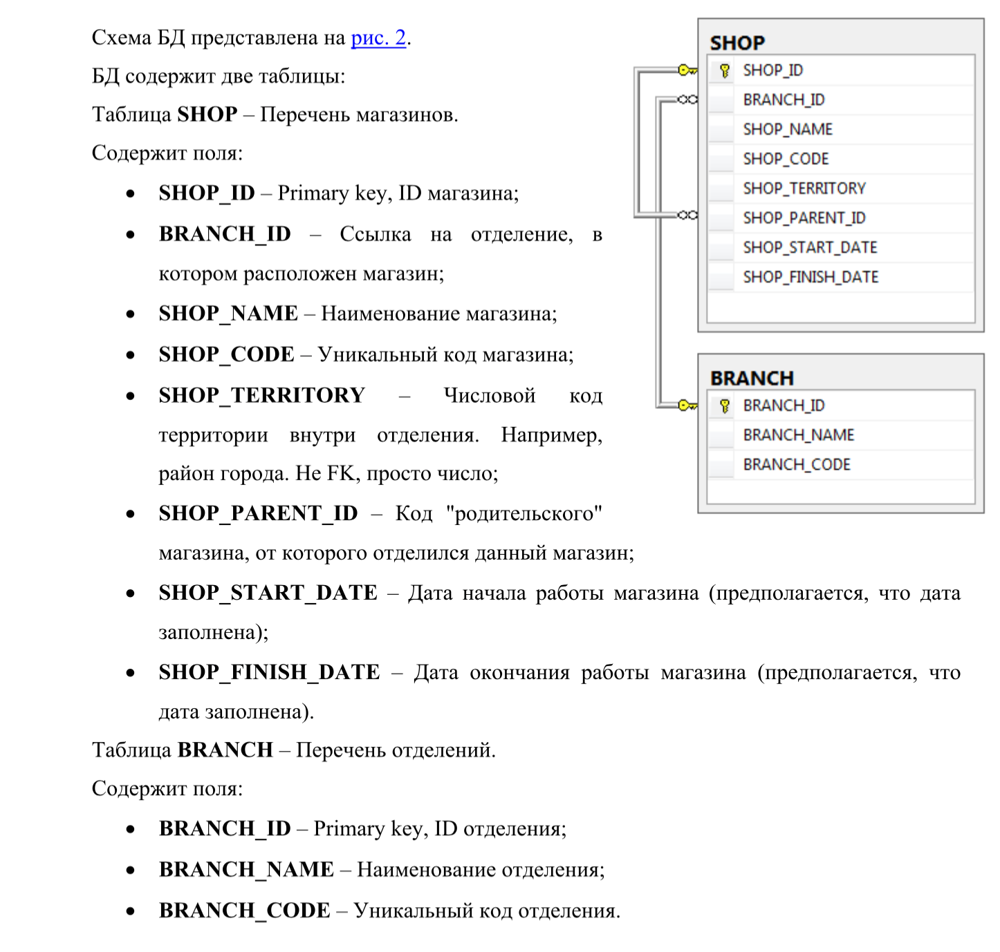 Схема БД представлена на рис. 2.
БД содержит две таблицы:
Таблица SHOP – Перечень магазинов.
Содержит поля:
• SHOP_ID – Primary key, ID магазина;
• BRANCH_ID – Ссылка на отделение, в
котором расположен магазин;
• SHOP_NAME – Наименование магазина;
• SHOP_CODE – Уникальный код магазина;
• SHOP_TERRITORY – Числовой код
территории внутри отделения. Например,
район города. Не FK, просто число;
• SHOP_PARENT_ID – Код "родительского"
магазина, от которого отделился данный магазин;
• SHOP_START_DATE – Дата начала работы магазина (предполагается, что дата
заполнена);
• SHOP_FINISH_DATE – Дата окончания работы магазина (предполагается, что
дата заполнена).
Таблица BRANCH – Перечень отделений.
Содержит поля:
• BRANCH_ID – Primary key, ID отделения;
• BRANCH_NAME – Наименование отделения;
• BRANCH_CODE – Уникальный код отделения.
SHOP
SHOP_ID
BRANCH_ID
SHOP_NAME
SHOP_CODE
SHOP_TERRITORY
SHOP_PARENT_ID
SHOP_START_DATE
SHOP_FINISH_DATE
BRANCH
BRANCH_ID
BRANCH_NAME
BRANCH_CODE